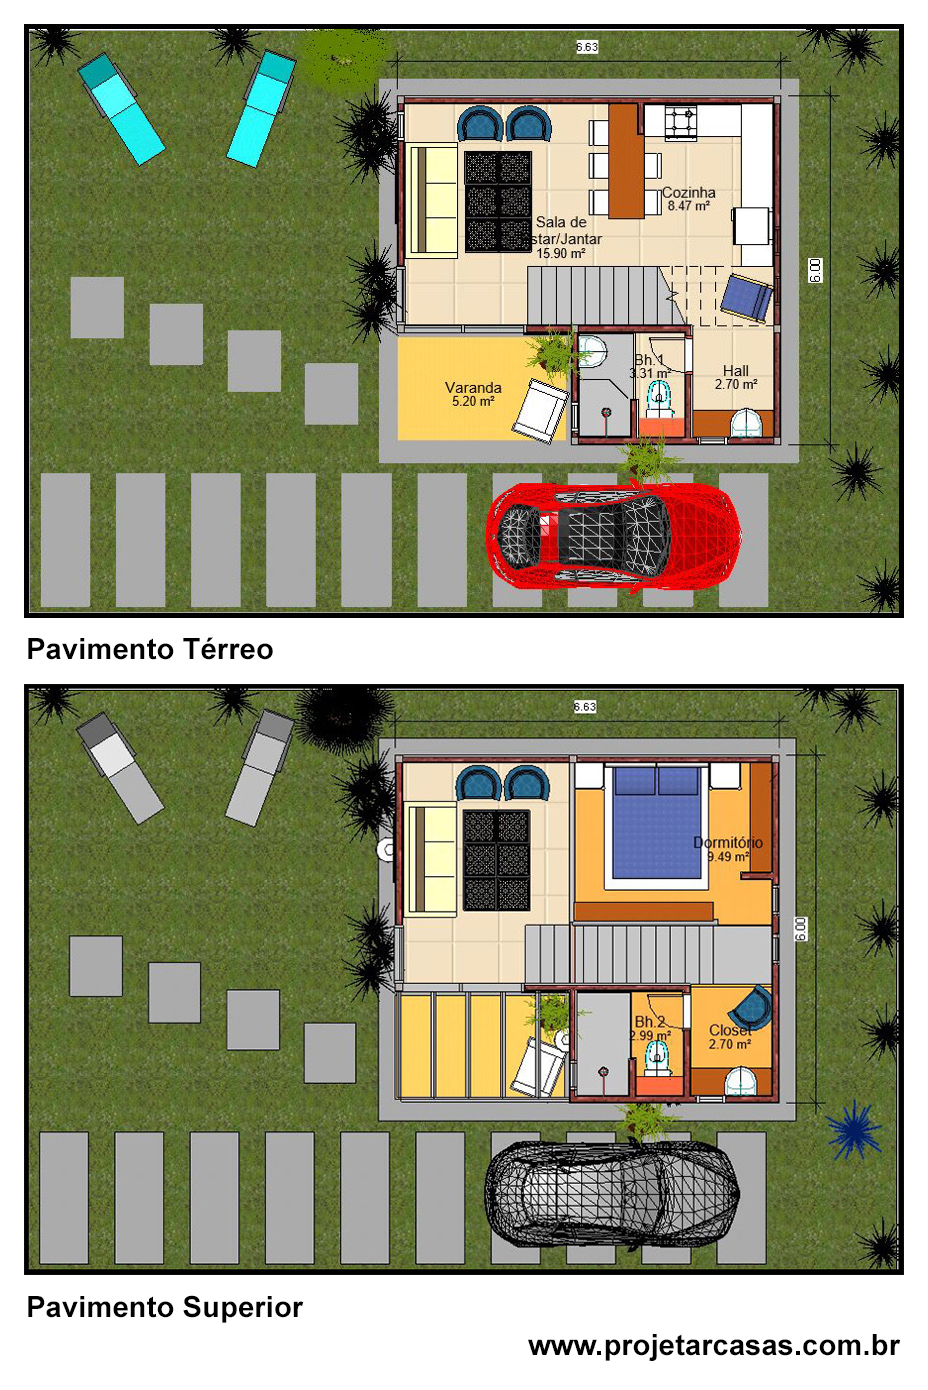 6.63
Cozinha
8.47 m²
Sala de
star/Jantar
15.90 m²
6.00
Bh.1
3.31 m²
Hall
2.70 m²
Varanda
5.20 m²
Pavimento Térreo
6.63
Dormitório
9.49 m²
6.00
Bh.2
2.99 m²
Closet
2.70 m²
Pavimento Superior
www.projetarcasas.com.br